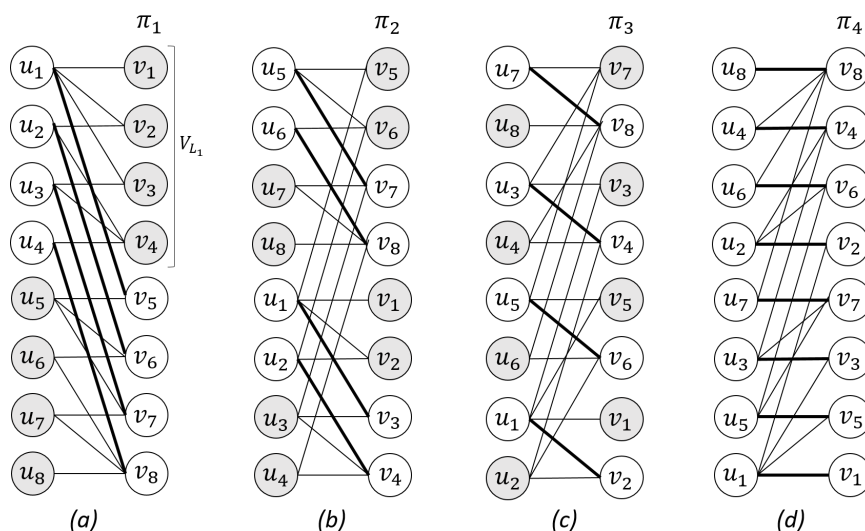 π₁ π₂ π₃ π₄
u₁ v₁ u₅ v₅ u₇ v₇ u₈ v₈
u₂ v₂ V_{L₁} u₆ v₆ u₈ v₈ u₄ v₄
u₃ v₃ u₇ v₇ u₃ v₃ u₆ v₆
u₄ v₄ u₈ v₈ u₄ v₄ u₂ v₂
u₅ v₅ u₁ v₁ u₅ v₅ u₇ v₇
u₆ v₆ u₂ v₂ u₆ v₆ u₃ v₃
u₇ v₇ u₃ v₃ u₁ v₁ u₅ v₅
u₈ v₈ u₄ v₄ u₂ v₂ u₁ v₁
(a) (b) (c) (d)